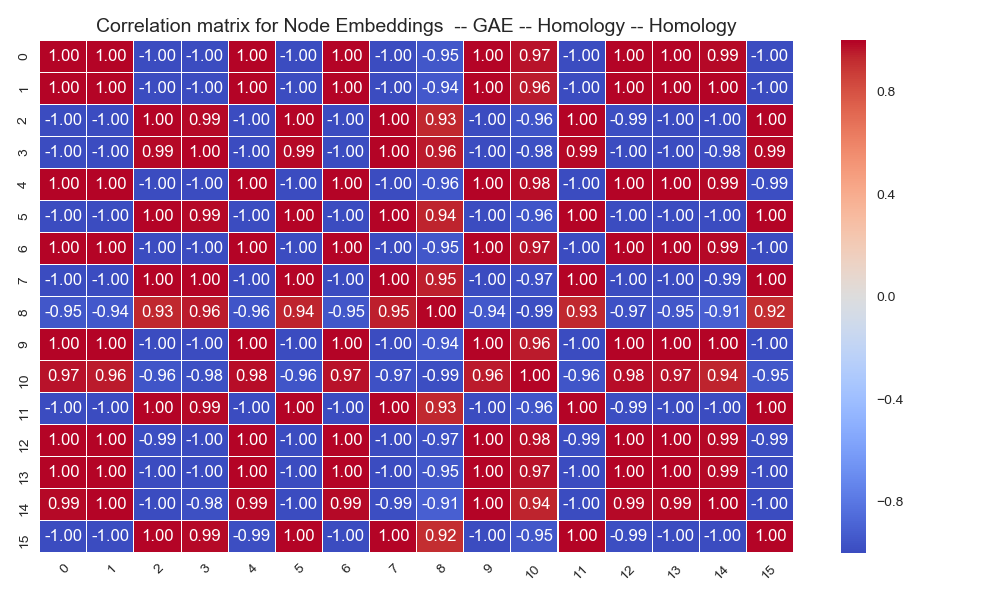 Correlation matrix for Node Embeddings -- GAE -- Homology -- Homology
0 1.00 1.00 -1.00 -1.00 1.00 -1.00 1.00 -1.00 -0.95 1.00 0.97 -1.00 1.00 1.00 0.99 -1.00
1 1.00 1.00 -1.00 -1.00 1.00 -1.00 1.00 -1.00 -0.94 1.00 0.96 -1.00 1.00 1.00 1.00 -1.00
2 -1.00 -1.00 1.00 0.99 -1.00 1.00 -1.00 1.00 0.93 -1.00 -0.96 1.00 -0.99 -1.00 -1.00 1.00
3 -1.00 -1.00 0.99 1.00 -1.00 0.99 -1.00 1.00 0.96 -1.00 -0.98 0.99 -1.00 -1.00 -0.98 0.99
4 1.00 1.00 -1.00 -1.00 1.00 -1.00 1.00 -1.00 -0.96 1.00 0.98 -1.00 1.00 1.00 0.99 -0.99
5 -1.00 -1.00 1.00 0.99 -1.00 1.00 -1.00 1.00 0.94 -1.00 -0.96 1.00 -1.00 -1.00 -1.00 1.00
6 1.00 1.00 -1.00 -1.00 1.00 -1.00 1.00 -1.00 -0.95 1.00 0.97 -1.00 1.00 1.00 0.99 -1.00
7 -1.00 -1.00 1.00 1.00 -1.00 1.00 -1.00 1.00 0.95 -1.00 -0.97 1.00 -1.00 -1.00 -0.99 1.00
8 -0.95 -0.94 0.93 0.96 -0.96 0.94 -0.95 0.95 1.00 -0.94 -0.99 0.93 -0.97 -0.95 -0.91 0.92
9 1.00 1.00 -1.00 -1.00 1.00 -1.00 1.00 -1.00 -0.94 1.00 0.96 -1.00 1.00 1.00 1.00 -1.00
10 0.97 0.96 -0.96 -0.98 0.98 -0.96 0.97 -0.97 -0.99 0.96 1.00 -0.96 0.98 0.97 0.94 -0.95
11 -1.00 -1.00 1.00 0.99 -1.00 1.00 -1.00 1.00 0.93 -1.00 -0.96 1.00 -0.99 -1.00 -1.00 1.00
12 1.00 1.00 -0.99 -1.00 1.00 -1.00 1.00 -1.00 -0.97 1.00 0.98 -0.99 1.00 1.00 0.99 -0.99
13 1.00 1.00 -1.00 -1.00 1.00 -1.00 1.00 -1.00 -0.95 1.00 0.97 -1.00 1.00 1.00 0.99 -1.00
14 0.99 1.00 -1.00 -0.98 0.99 -1.00 0.99 -0.99 -0.91 1.00 0.94 -1.00 0.99 0.99 1.00 -1.00
15 -1.00 -1.00 1.00 0.99 -0.99 1.00 -1.00 1.00 0.92 -1.00 -0.95 1.00 -0.99 -1.00 -1.00 1.00
0 1 2 3 4 5 6 7 8 9 10 11 12 13 14 15
0.8
0.4
0.0
−0.4
−0.8